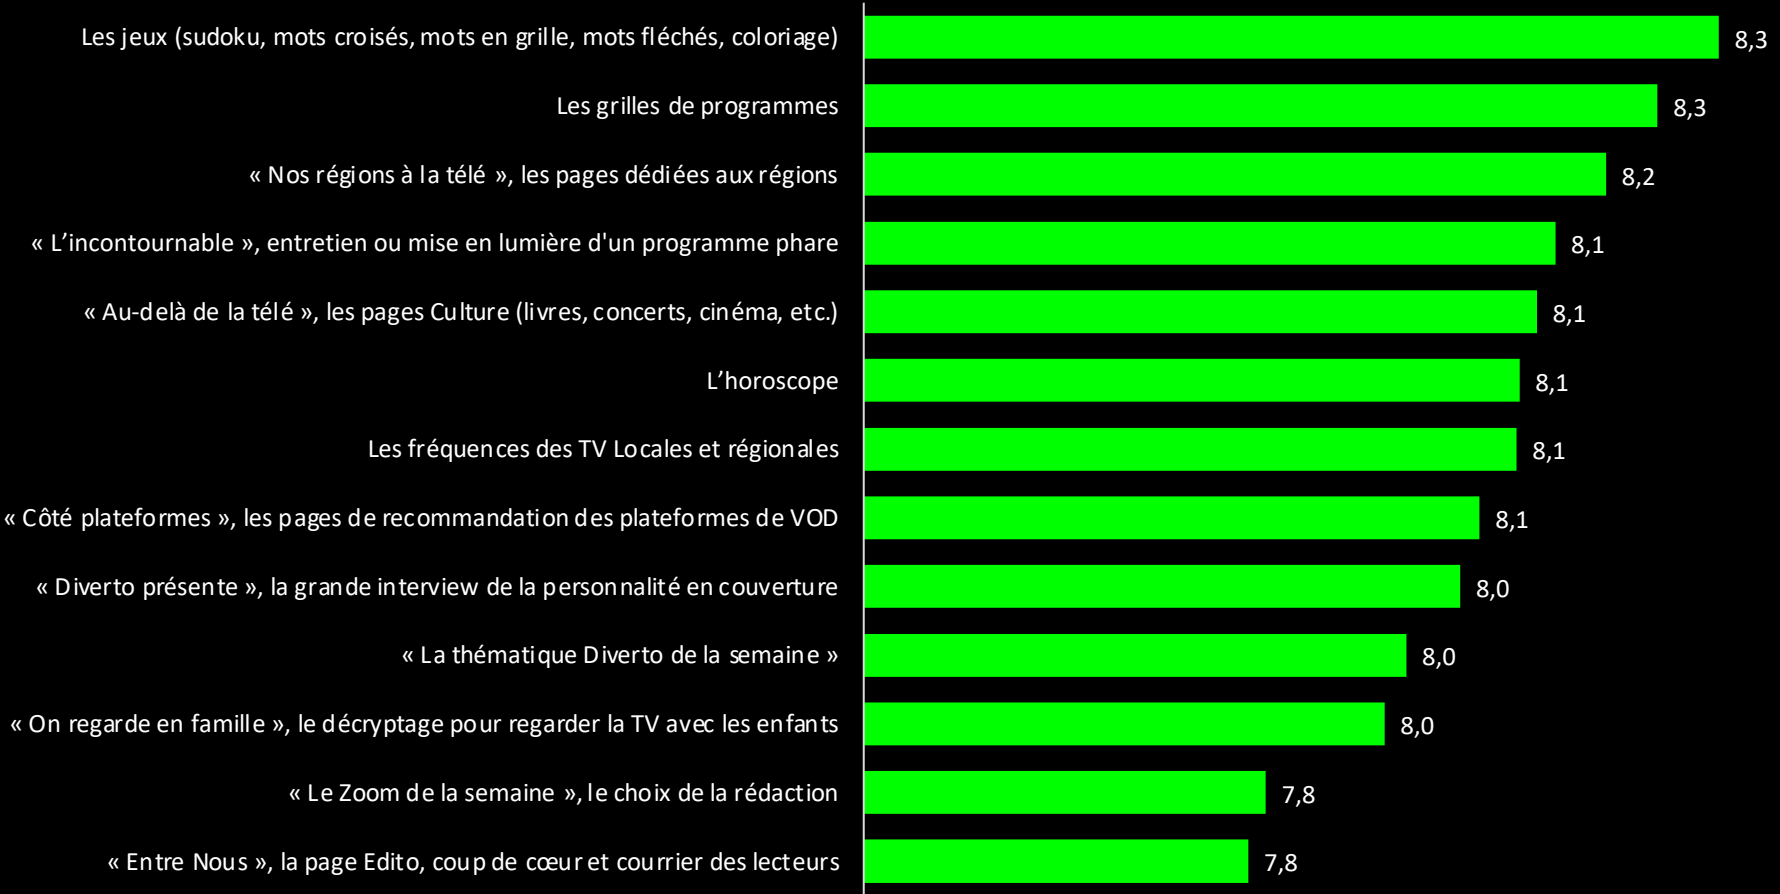 Les jeux (sudoku, mots croisés, mots en grille, mots fléchés, coloriage) 8,3
Les grilles de programmes 8,3
« Nos régions à la télé », les pages dédiées aux régions 8,2
« L’incontournable », entretien ou mise en lumière d'un programme phare 8,1
« Au-delà de la télé », les pages Culture (livres, concerts, cinéma, etc.) 8,1
L’horoscope 8,1
Les fréquences des TV Locales et régionales 8,1
« Côté plateformes », les pages de recommandation des plateformes de VOD 8,1
« Diverto présente », la grande interview de la personnalité en couverture 8,0
« La thématique Diverto de la semaine » 8,0
« On regarde en famille », le décryptage pour regarder la TV avec les enfants 8,0
« Le Zoom de la semaine », le choix de la rédaction 7,8
« Entre Nous », la page Edito, coup de cœur et courrier des lecteurs 7,8